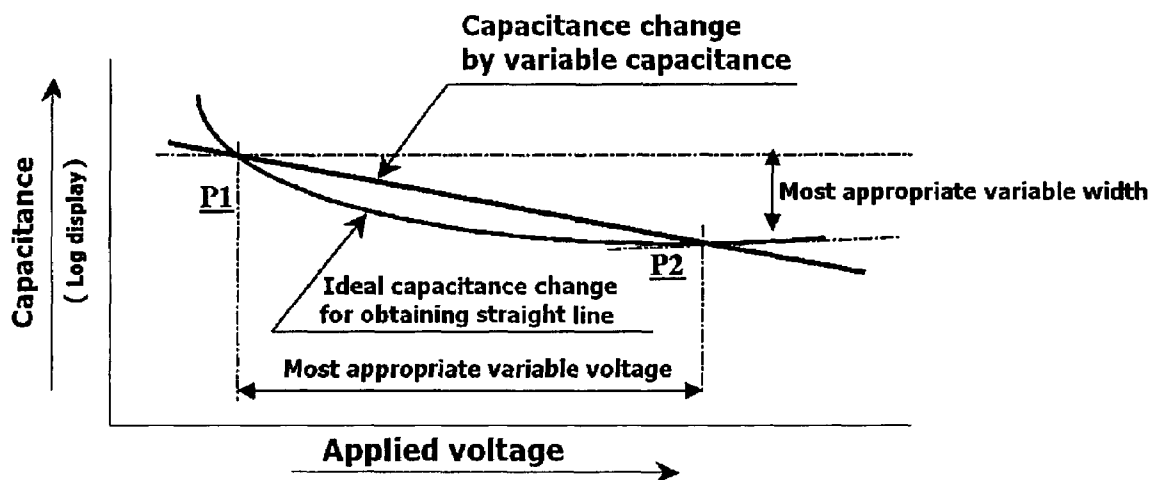 Capacitance change
by variable capacitance
Capacitance
( Log display )
P1
Most appropriate variable width
P2
Ideal capacitance change
for obtaining straight line
Most appropriate variable voltage
Applied voltage